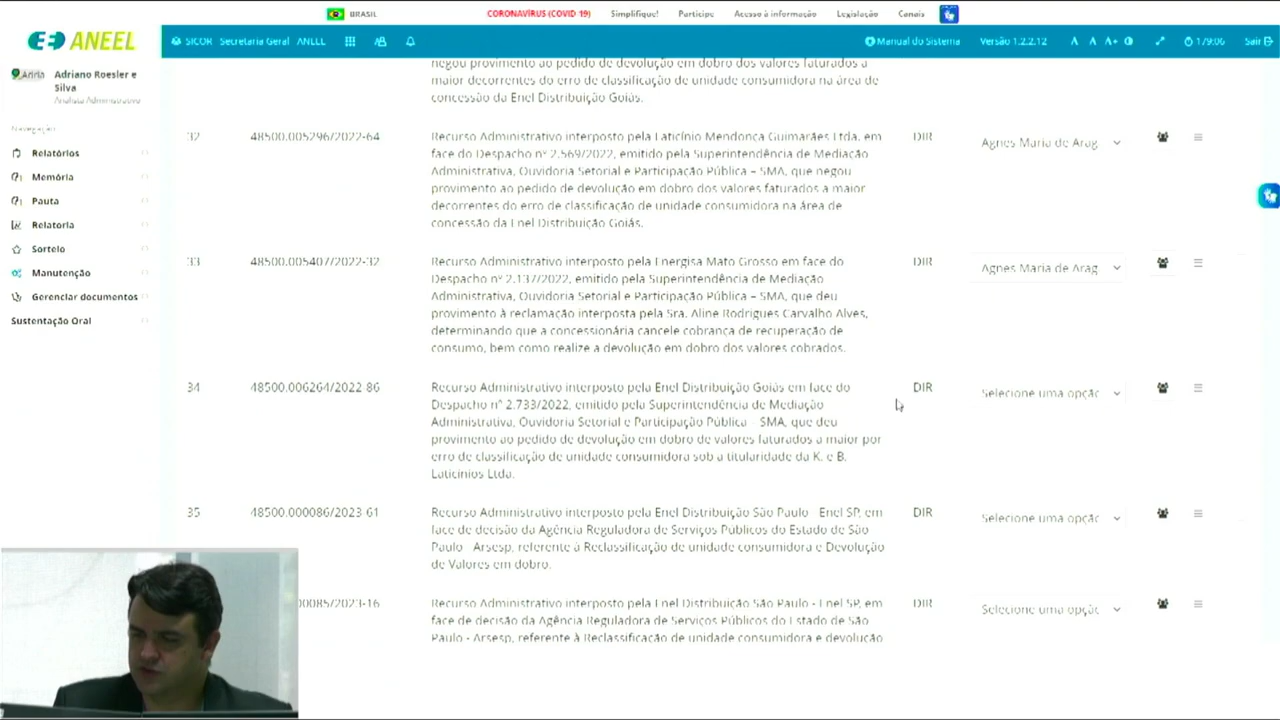 BRASIL
CORONAVÍRUS (COVID 19)
Simplifique!
Participe
Acesso à informação
Legislação
Canais
ANEEL
SICOR
Secretaria Geral
ANEEL
Manual do Sistema
Versão 1.2.2.12
A A A+
179:06
Sair
Adriano Roesler e
Silva
Analista Administrativo
Navegação
Relatórios
Memória
Pauta
Relatoria
Sorteio
Manutenção
Gerenciar documentos
Sustentação Oral
negou provimento ao pedido de devolução em dobro dos valores faturados a
maior decorrentes do erro de classificação de unidade consumidora na área de
concessão da Enel Distribuição Goiás.
32 48500.005296/2022-64 Recurso Administrativo interposto pela Laticínio Mendonca Guimarães Ltda. em DIR Agnes Maria de Arag
face do Despacho nº 2.569/2022, emitido pela Superintendência de Mediação
Administrativa, Ouvidoria Setorial e Participação Pública – SMA, que negou
provimento ao pedido de devolução em dobro dos valores faturados a maior
decorrentes do erro de classificação de unidade consumidora na área de
concessão da Enel Distribuição Goiás.
33 48500.005407/2022-32 Recurso Administrativo interposto pela Energisa Mato Grosso em face do DIR Agnes Maria de Arag
Despacho nº 2.137/2022, emitido pela Superintendência de Mediação
Administrativa, Ouvidoria Setorial e Participação Pública – SMA, que deu
provimento à reclamação interposta pela Sra. Aline Rodrigues Carvalho Alves,
determinando que a concessionária cancele cobrança de recuperação de
consumo, bem como realize a devolução em dobro dos valores cobrados.
34 48500.006264/2022-86 Recurso Administrativo interposto pela Enel Distribuição Goiás em face do DIR Selecione uma opçãc
Despacho nº 2.733/2022, emitido pela Superintendência de Mediação
Administrativa, Ouvidoria Setorial e Participação Pública - SMA, que deu
provimento ao pedido de devolução em dobro de valores faturados a maior por
erro de classificação de unidade consumidora sob a titularidade da K. e B.
Laticínios Ltda.
35 48500.000086/2023-61 Recurso Administrativo interposto pela Enel Distribuição São Paulo - Enel SP, em DIR Selecione uma opçãc
face de decisão da Agência Reguladora de Serviços Públicos do Estado de São
Paulo - Arsesp, referente à Reclassificação de unidade consumidora e Devolução
de Valores em dobro.
00085/2023-16 Recurso Administrativo interposto pela Enel Distribuição São Paulo - Enel SP, em DIR Selecione uma opçãc
face de decisão da Agência Reguladora de Serviços Públicos do Estado de São
Paulo - Arsesp, referente à Reclassificação de unidade consumidora e devolução